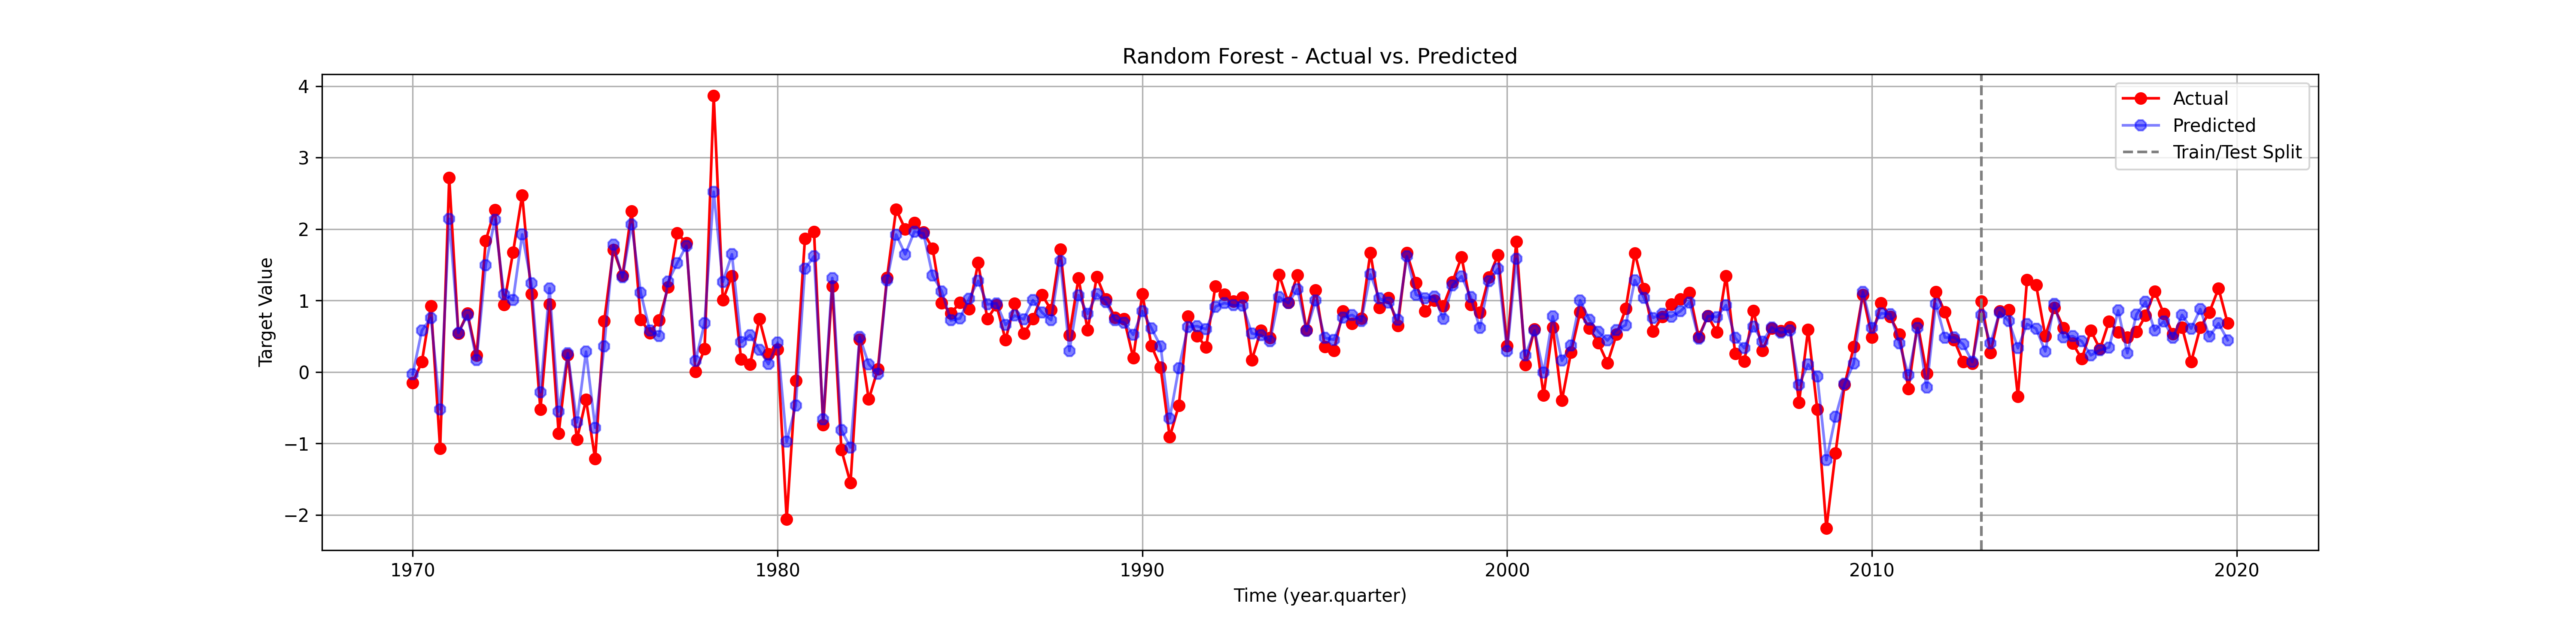 Random Forest - Actual vs. Predicted
Actual
Predicted
Train/Test Split
Target Value
4
3
2
1
0
−1
−2
1970
1980
1990
2000
2010
2020
Time (year.quarter)